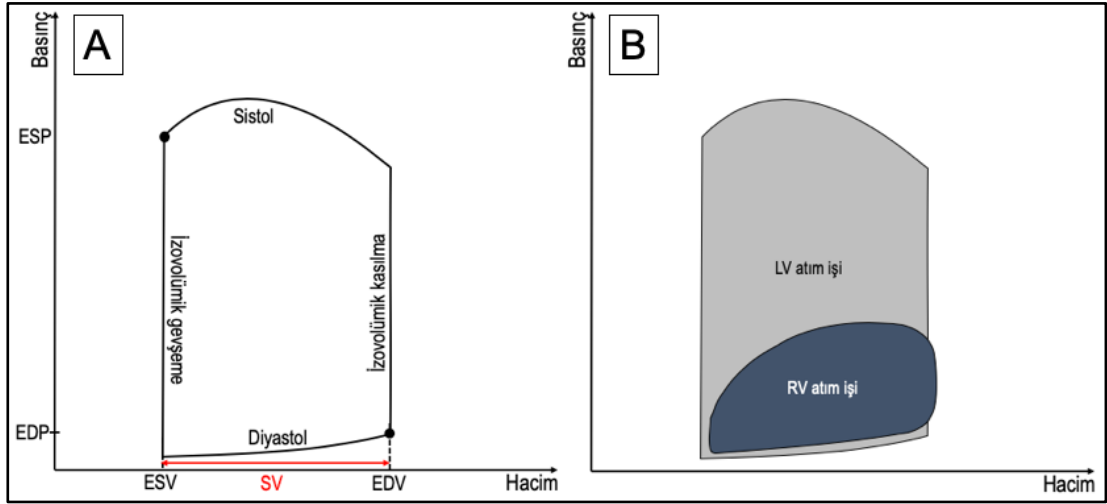 A
Basınç
ESP
EDP
Sistol
İzovolümik gevşeme
İzovolümik kasılma
Diyastol
ESV
SV
EDV
Hacim
B
Basınç
LV atım işi
RV atım işi
Hacim